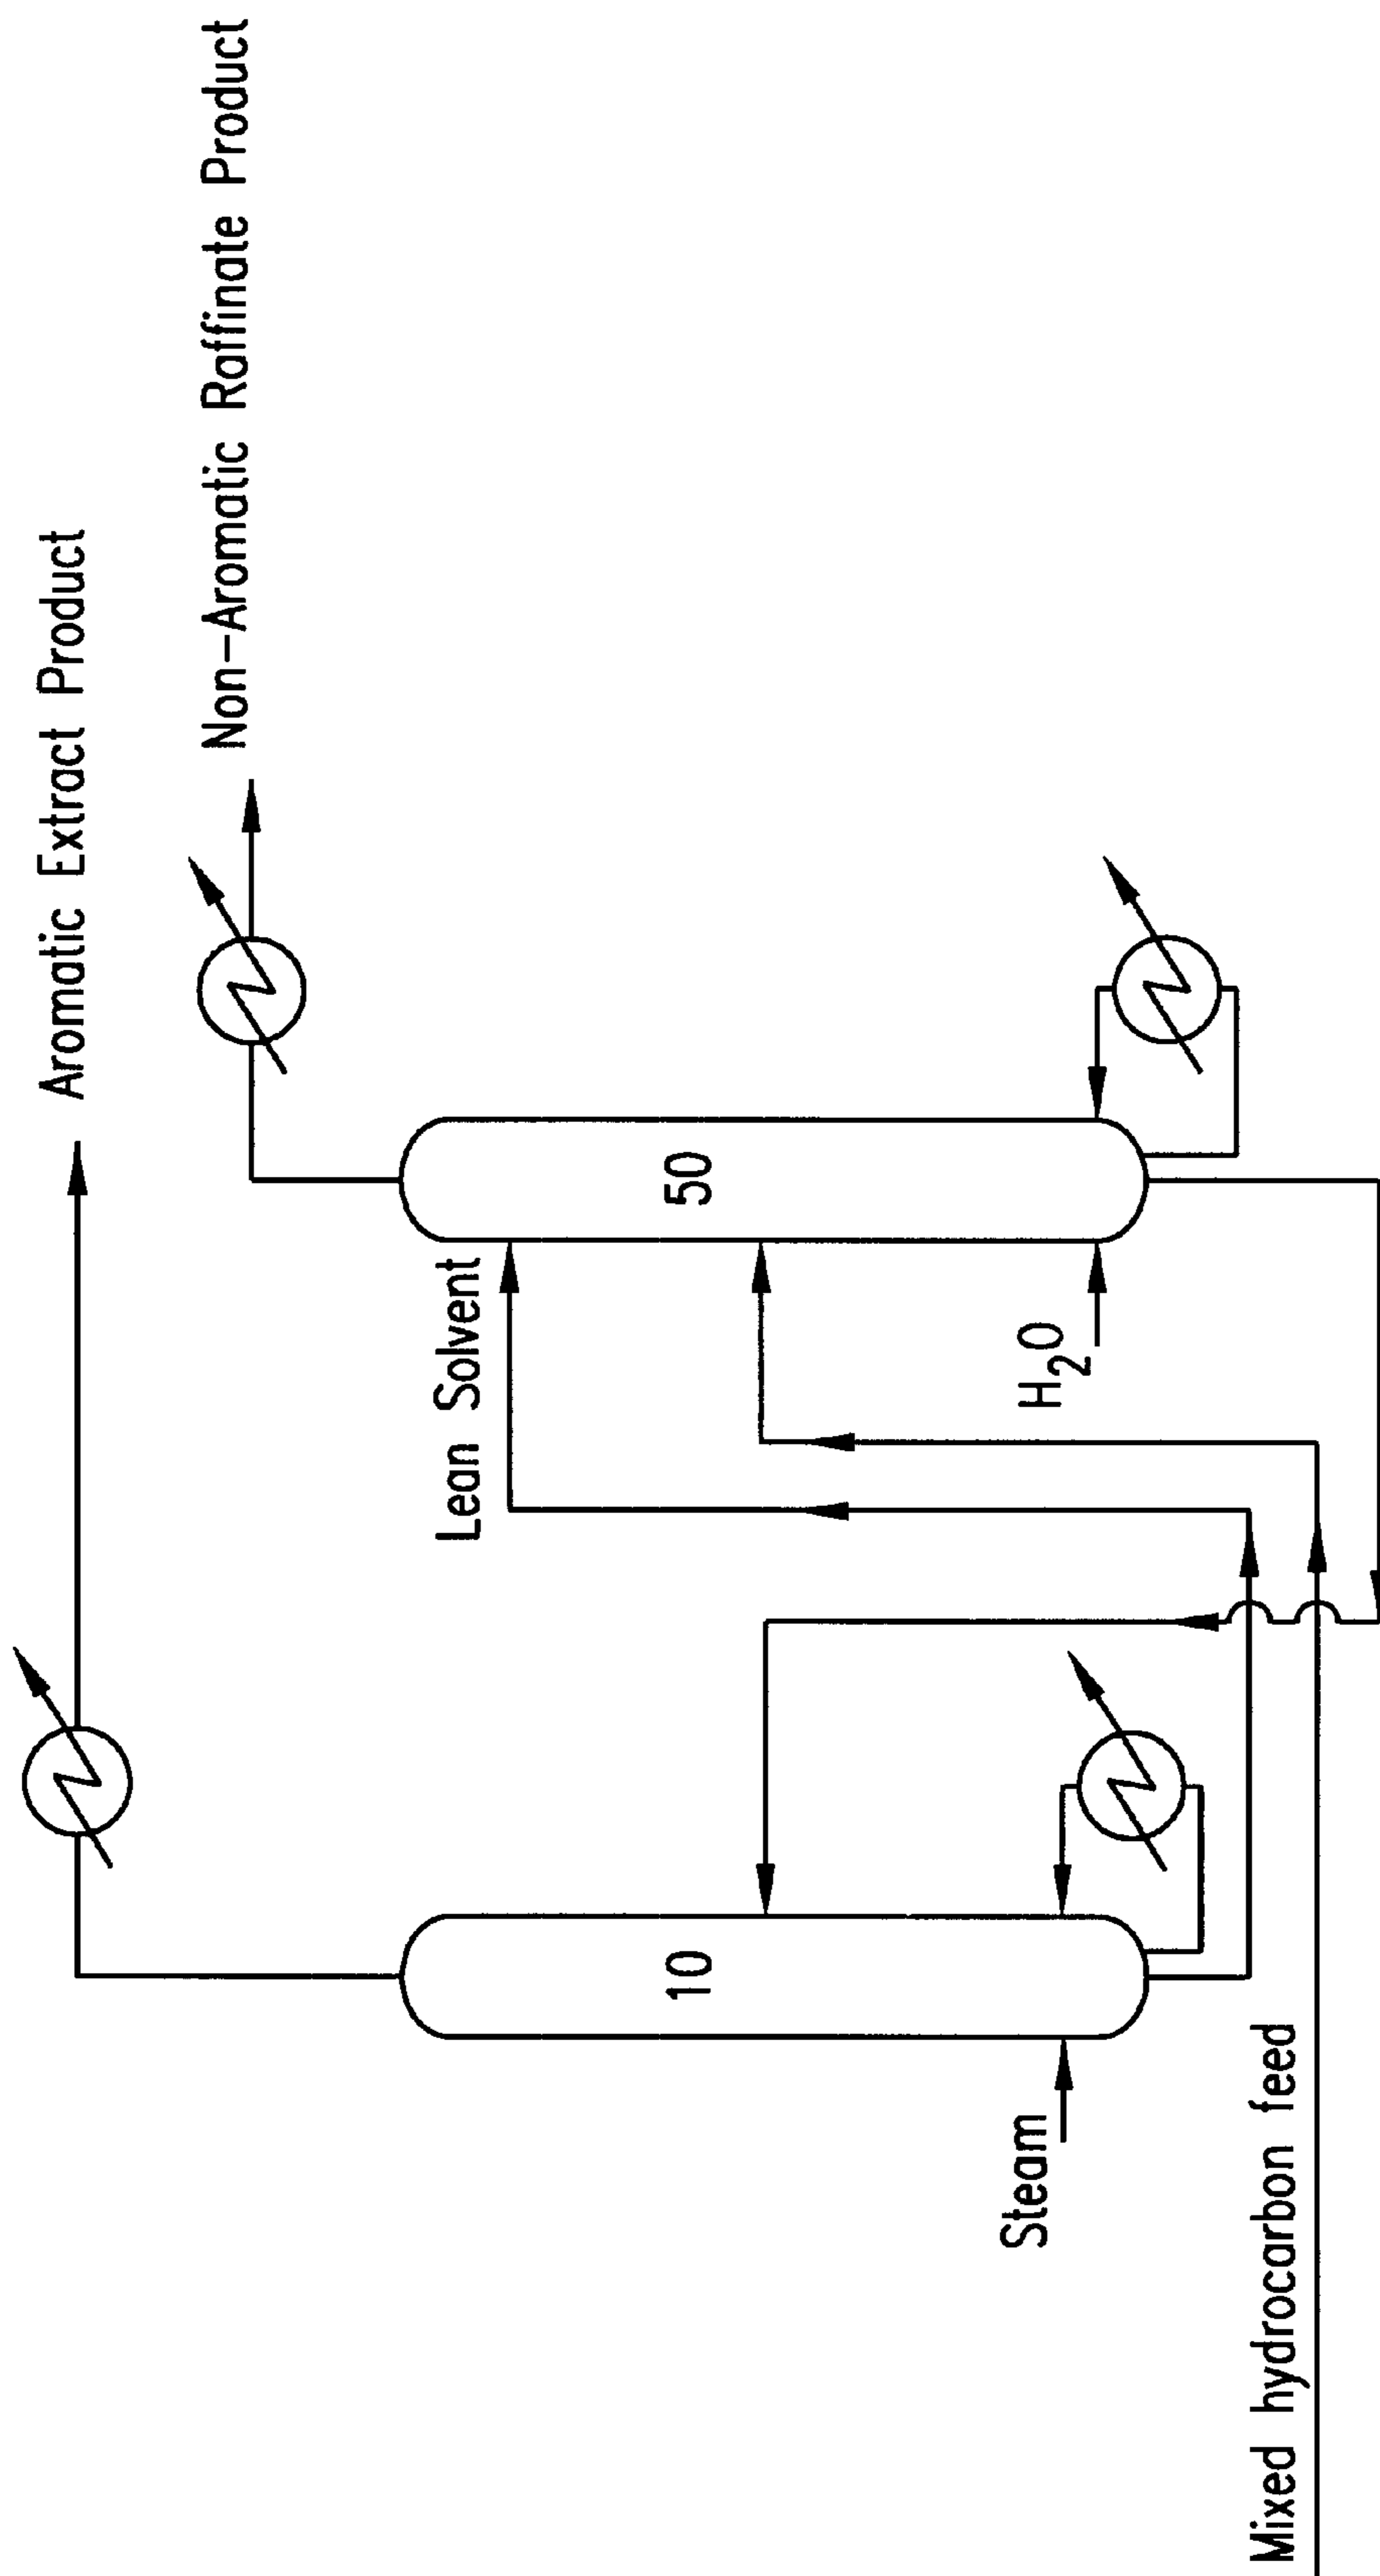 Aromatic Extract Product
Non-Aromatic Raffinate Product
Lean Solvent
10
50
H2O
Steam
Mixed hydrocarbon feed